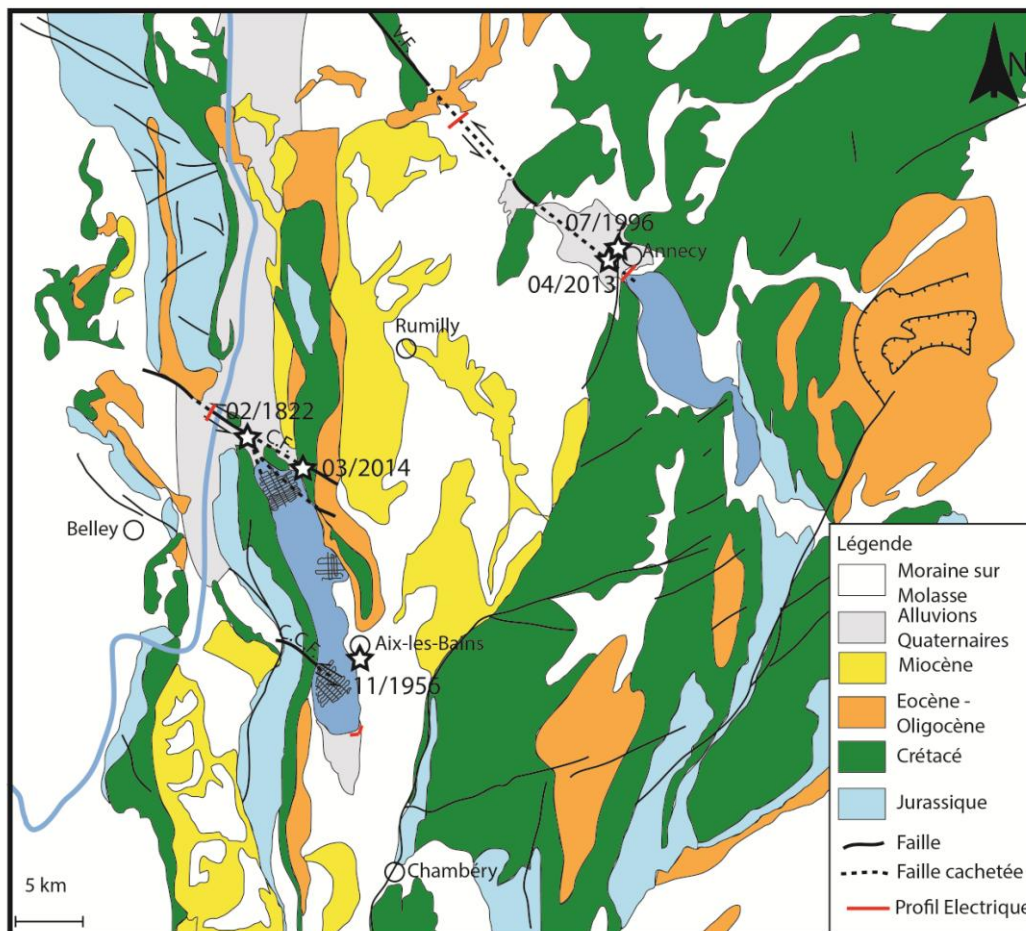 V.F.
N
07/1996
Annecy
04/2013
Rumilly
02/1822
C.F.
03/2014
Belley
C.C.F.
Aix-les-Bains
11/1956
Chambéry
5 km
Légende
Moraine sur
Molasse
Alluvions
Quaternaires
Miocène
Eocène -
Oligocène
Crétacé
Jurassique
Faille
Faille cachetée
Profil Electrique